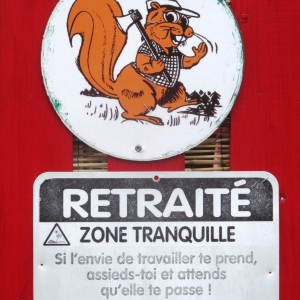 RETRAITÉ
ZONE TRANQUILLE
Si l'envie de travailler te prend,
assieds-toi et attends
qu'elle te passe !